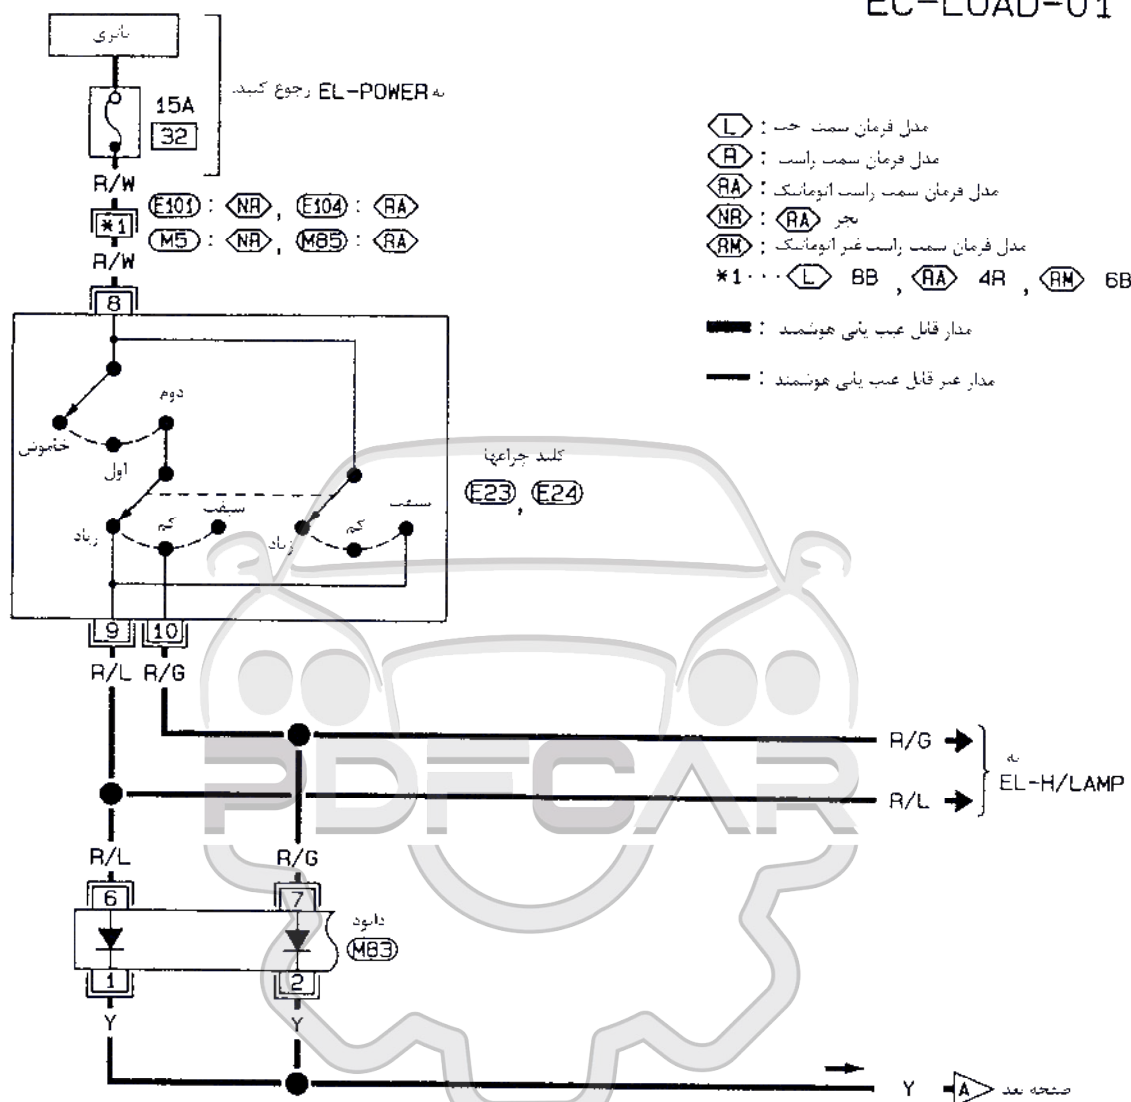 EC-LOAD-01
باتری
به EL-POWER رجوع کنید.
15A
32
R/W
*1
E101 : NR , E104 : RA
M5 : NR , M85 : RA
R/W
8
L : مدل فرمان سمت چپ
R : مدل فرمان سمت راست
RA : مدل فرمان سمت راست اتوماتیک
NR : بجز RA
RM : مدل فرمان سمت راست غیر اتوماتیک
*1 ··· L 8B , RA 4R , RM 6B
مدار قابل عیب یابی هوشمند :
مدار غیر قابل عیب یابی هوشمند :
دوم
خاموش
اول
کلید چراغها
E23 , E24
زیاد
کم
سبقت
زیاد
کم
سبقت
9 10
R/L R/G
R/G
R/L
به
EL-H/LAMP
PDFCAR
R/L R/G
6 7
دایود
M83
1 2
Y Y
Y A صفحه بعد